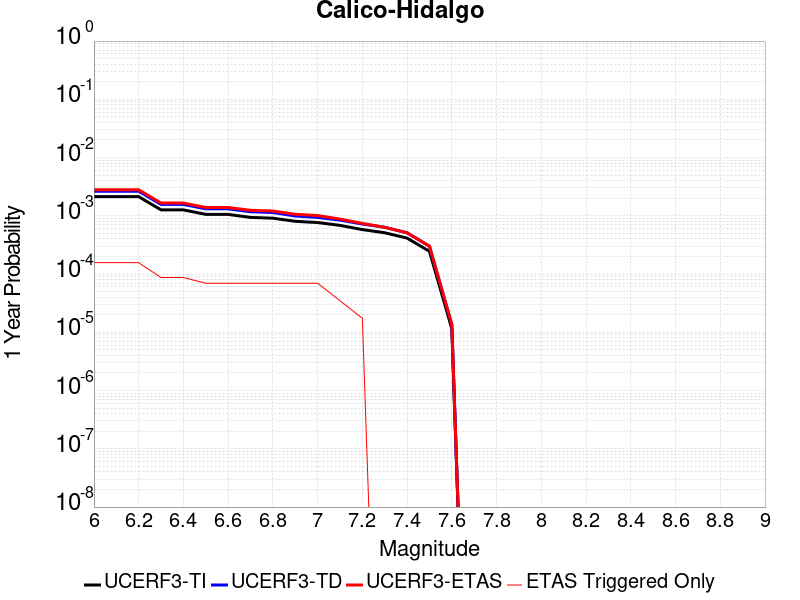 Calico-Hidalgo
10^0
10^-1
10^-2
10^-3
10^-4
10^-5
10^-6
10^-7
10^-8
1 Year Probability
6 6.2 6.4 6.6 6.8 7 7.2 7.4 7.6 7.8 8 8.2 8.4 8.6 8.8 9
Magnitude
UCERF3-TI UCERF3-TD UCERF3-ETAS ETAS Triggered Only